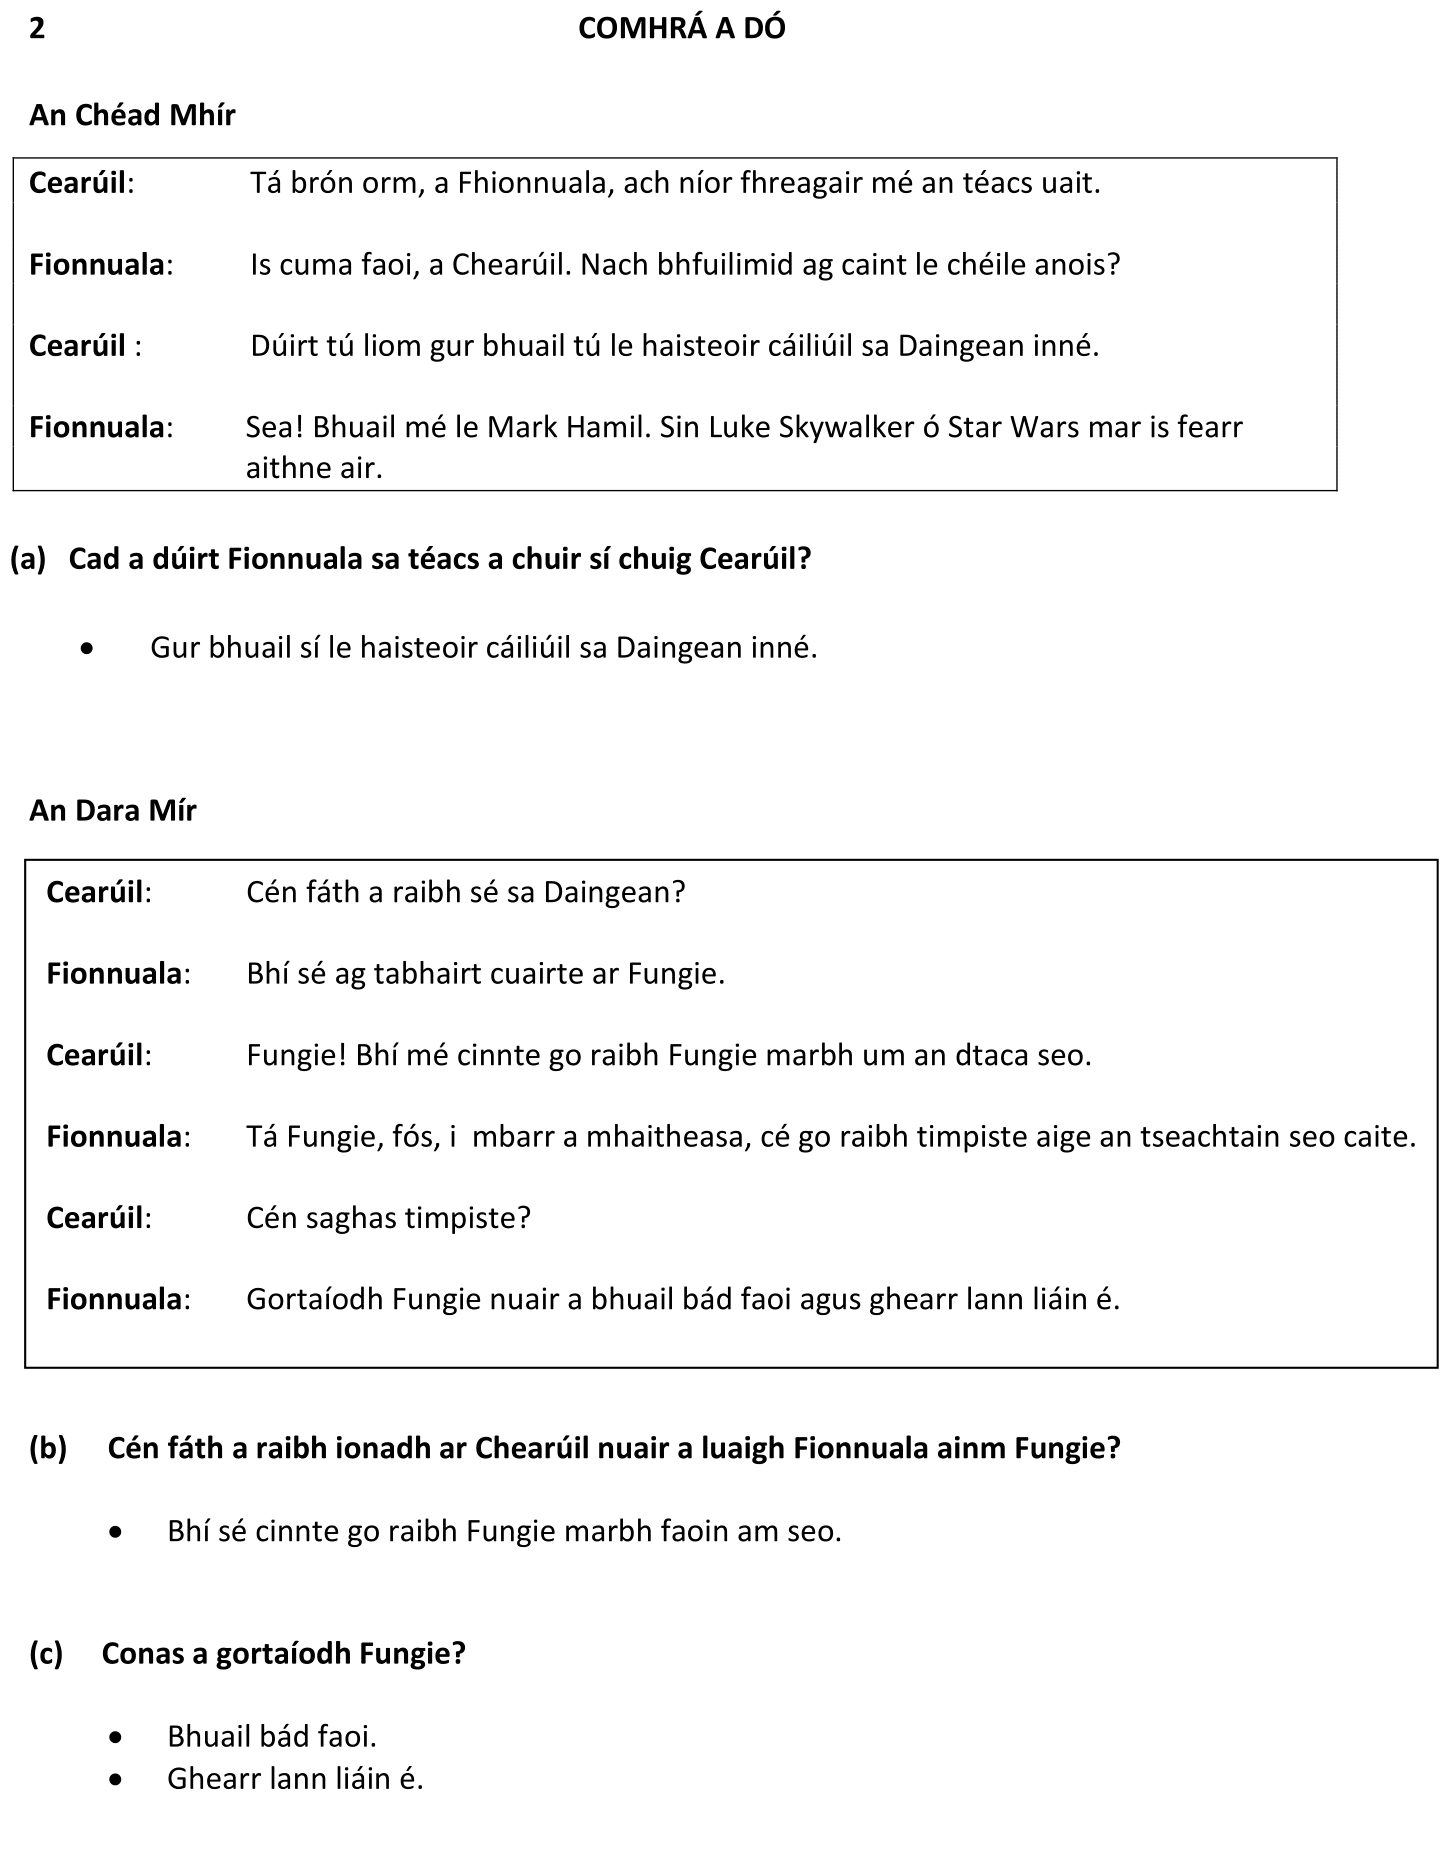 2 COMHRÁ A DÓ
An Chéad Mhír
Cearúil: Tá brón orm, a Fhionnuala, ach níor fhreagair mé an téacs uait.
Fionnuala: Is cuma faoi, a Chearúil. Nach bhfuilimid ag caint le chéile anois?
Cearúil : Dúirt tú liom gur bhuail tú le haisteoir cáiliúil sa Daingean inné.
Fionnuala: Sea! Bhuail mé le Mark Hamil. Sin Luke Skywalker ó Star Wars mar is fearr
aithne air.
(a) Cad a dúirt Fionnuala sa téacs a chuir sí chuig Cearúil?
• Gur bhuail sí le haisteoir cáiliúil sa Daingean inné.
An Dara Mír
Cearúil: Cén fáth a raibh sé sa Daingean?
Fionnuala: Bhí sé ag tabhairt cuairte ar Fungie.
Cearúil: Fungie! Bhí mé cinnte go raibh Fungie marbh um an dtaca seo.
Fionnuala: Tá Fungie, fós, i mbarr a mhaitheasa, cé go raibh timpiste aige an tseachtain seo caite.
Cearúil: Cén saghas timpiste?
Fionnuala: Gortaíodh Fungie nuair a bhuail bád faoi agus ghearr lann liáin é.
(b) Cén fáth a raibh ionadh ar Chearúil nuair a luaigh Fionnuala ainm Fungie?
• Bhí sé cinnte go raibh Fungie marbh faoin am seo.
(c) Conas a gortaíodh Fungie?
• Bhuail bád faoi.
• Ghearr lann liáin é.